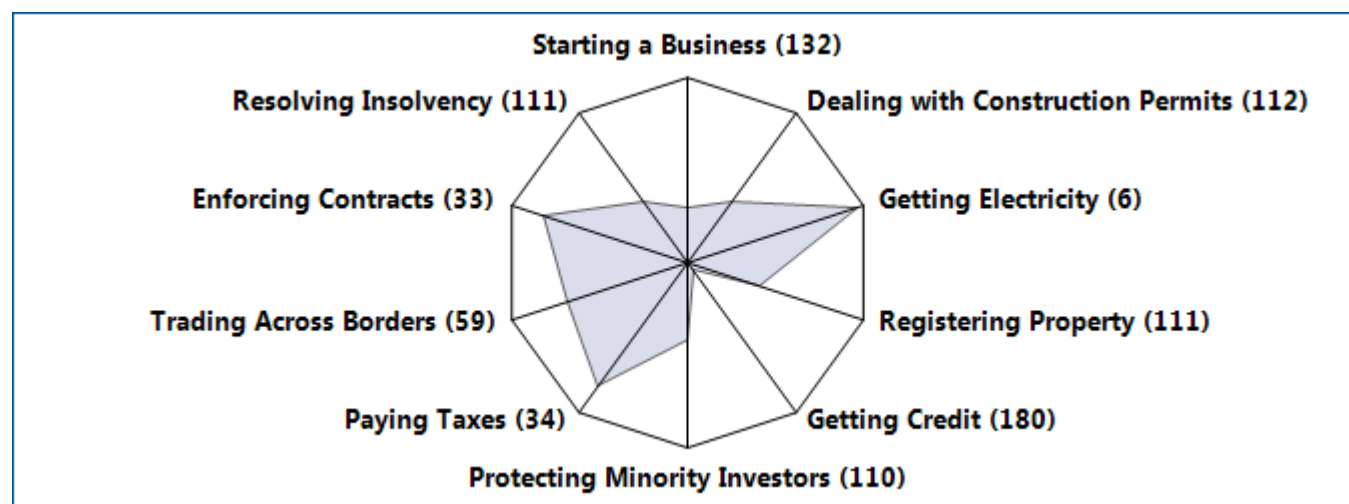 Starting a Business (132)
Resolving Insolvency (111)
Dealing with Construction Permits (112)
Enforcing Contracts (33)
Getting Electricity (6)
Trading Across Borders (59)
Registering Property (111)
Paying Taxes (34)
Getting Credit (180)
Protecting Minority Investors (110)